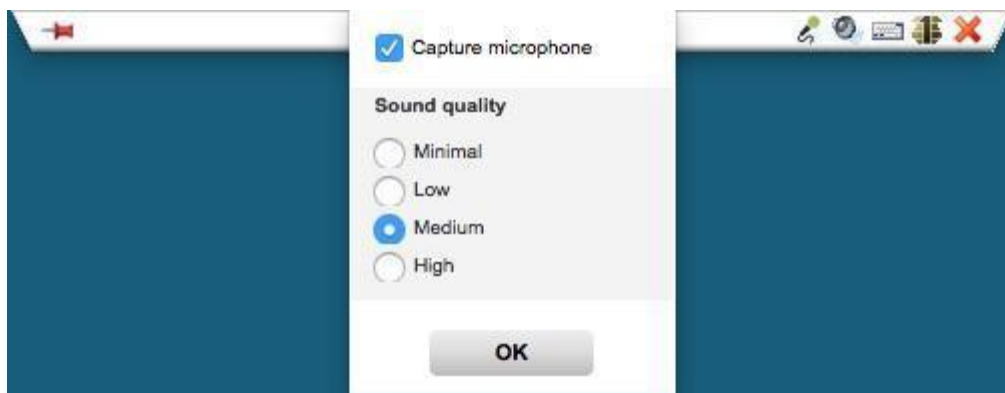 Capture microphone
Sound quality
Minimal
Low
Medium
High
OK